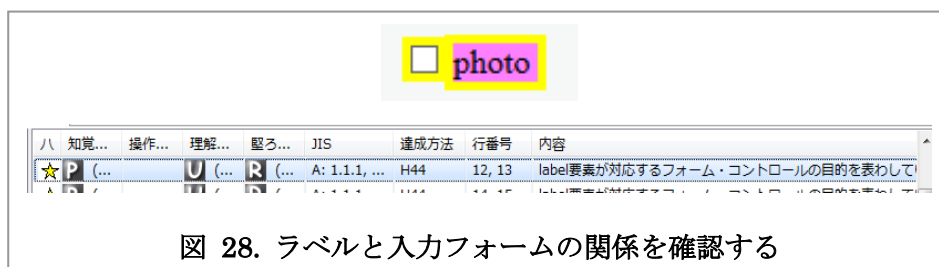 photo
ハ 知覚... 操作... 理解... 堅ろ... JIS 達成方法 行番号 内容
P (... U (... R (... A: 1.1.1, ... H44 12, 13 label要素が対応するフォーム・コントロールの目的を表わして
図 28. ラベルと入力フォームの関係を確認する